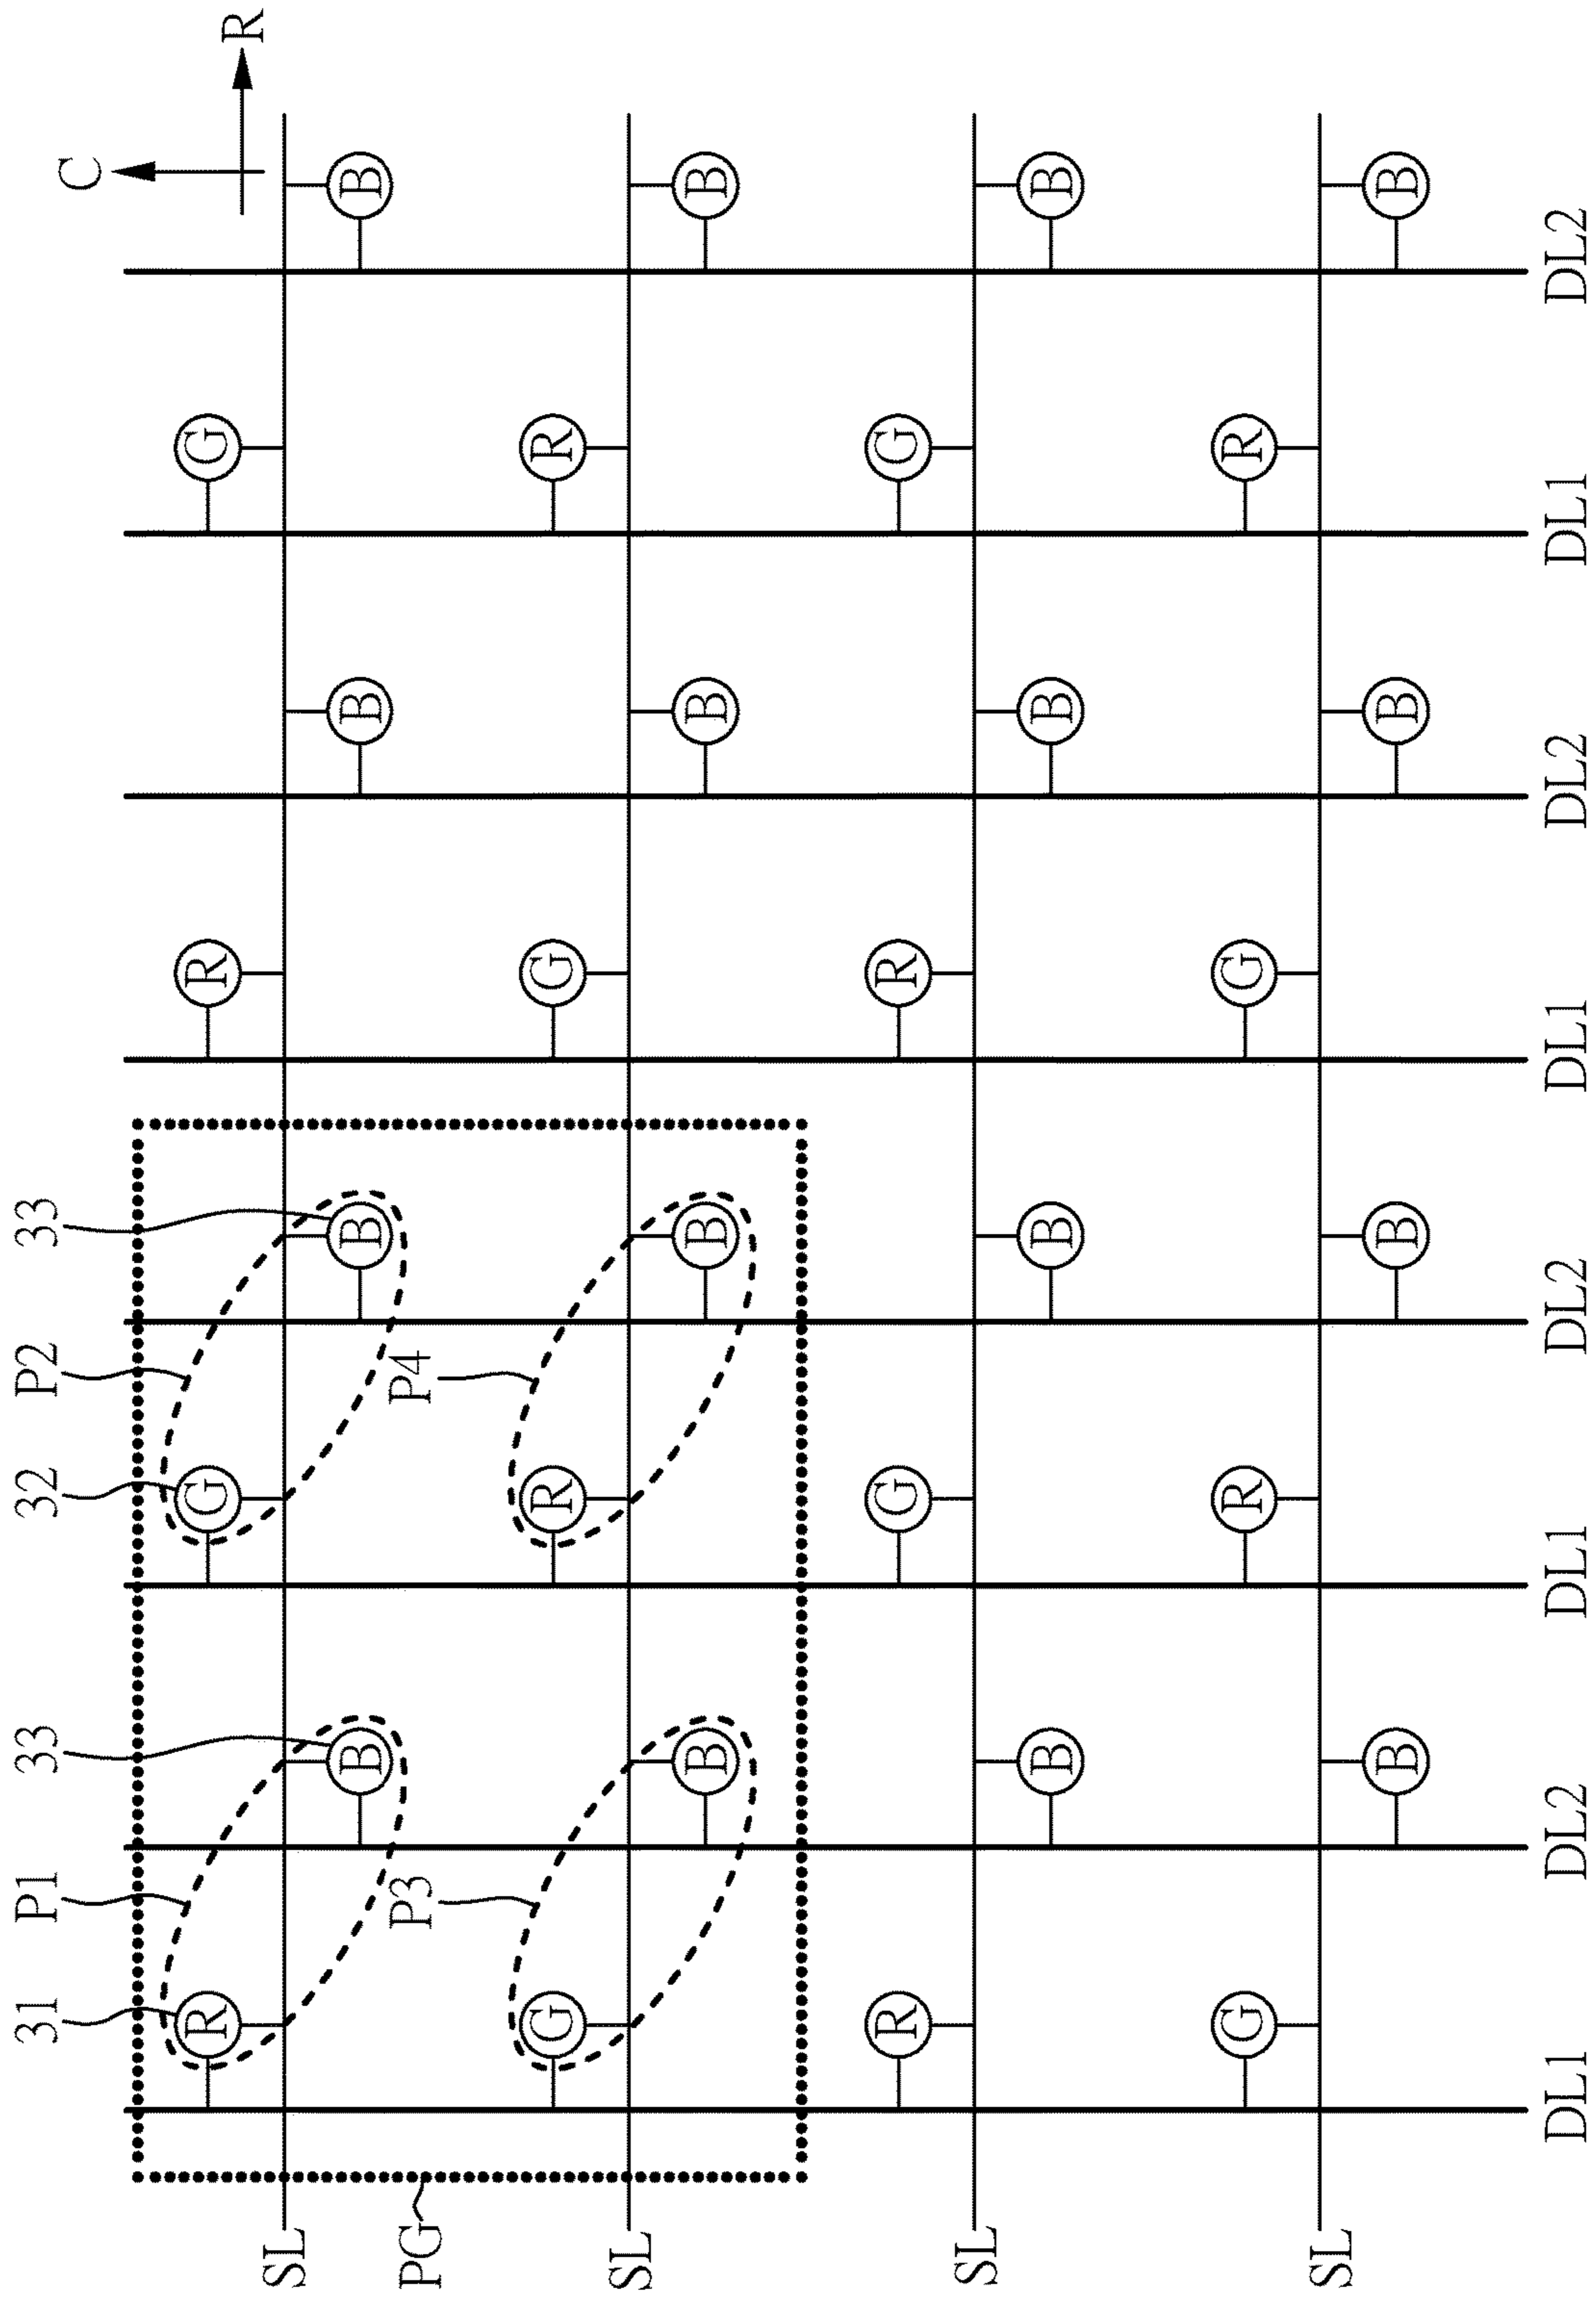 31 P1 33 32 P2 33
C
R G R G R
SL
B B B B
PG P3 P4
G R G R
SL
B B B B
R G R G
SL
B B B B
G R G R
SL
B B B B
DL1 DL2 DL1 DL2 DL1 DL2 DL1 DL2